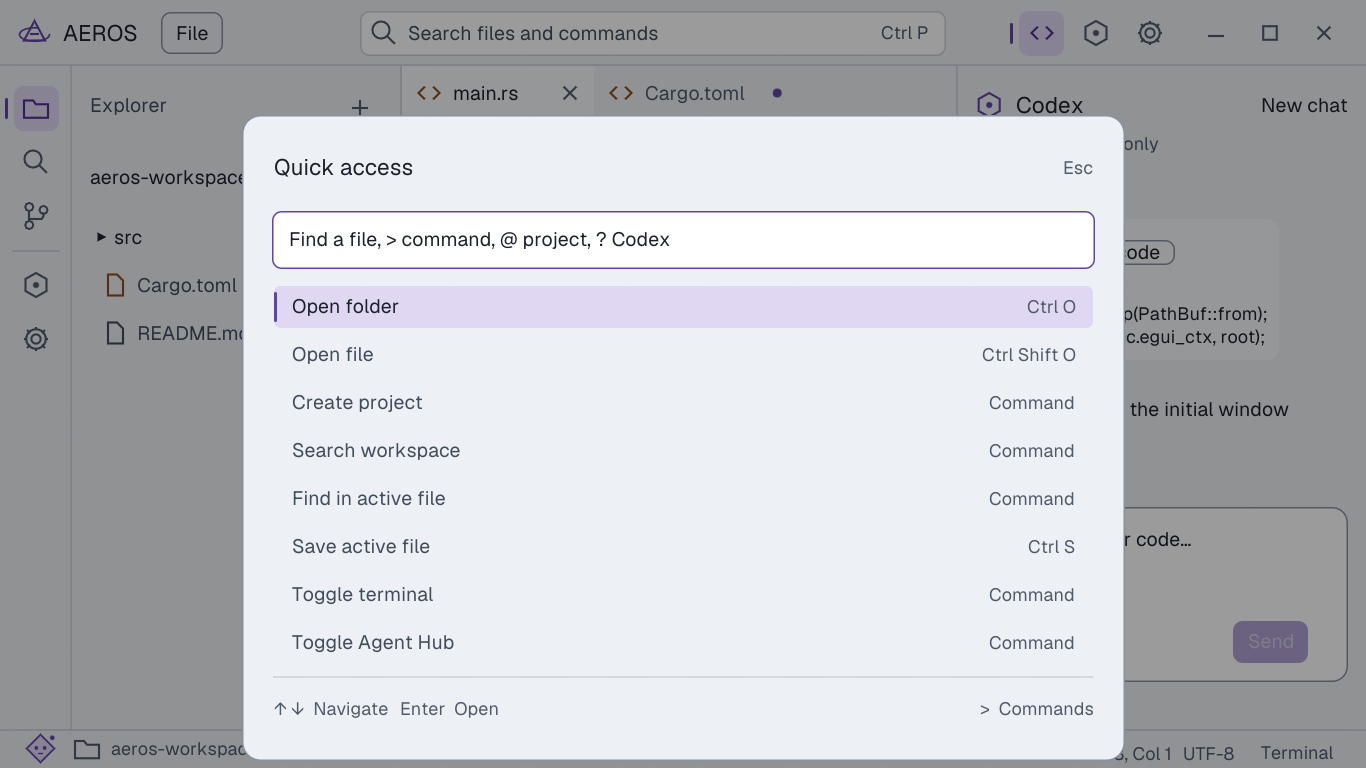 AEROS File Search files and commands Ctrl P
Explorer + main.rs Cargo.toml Codex New chat
only
Quick access Esc
aeros-workspace
Find a file, > command, @ project, ? Codex
src
ode
Cargo.toml
README.m
p(PathBuf::from);
c.egui_ctx, root);
Open folder Ctrl O
Open file Ctrl Shift O
Create project Command
the initial window
Search workspace Command
Find in active file Command
Save active file Ctrl S
r code…
Toggle terminal Command
Toggle Agent Hub Command
Send
↑↓ Navigate Enter Open > Commands
aeros-workspac , Col 1 UTF-8 Terminal